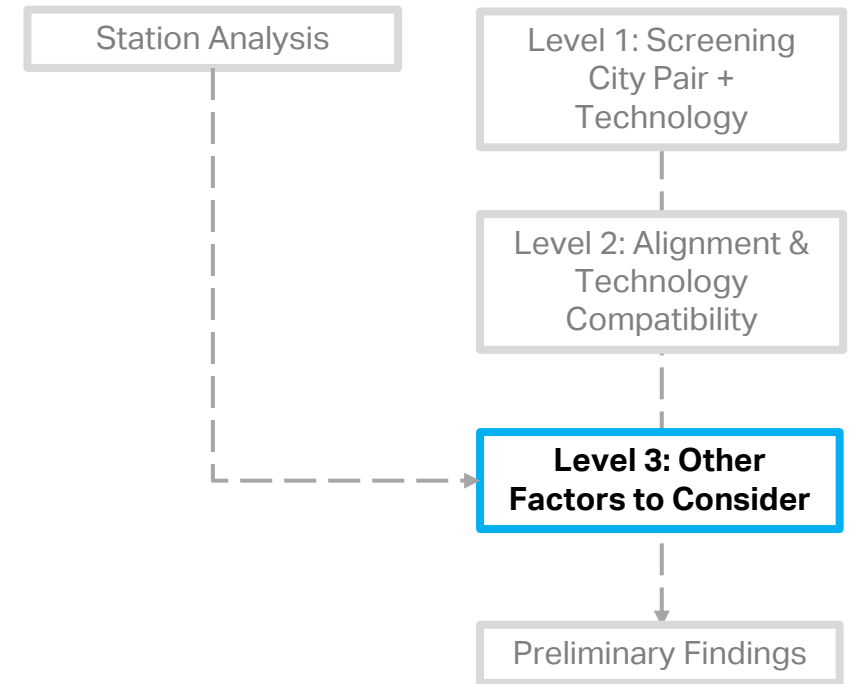 Station Analysis
Level 1: Screening
City Pair +
Technology
Level 2: Alignment &
Technology
Compatibility
Level 3: Other
Factors to Consider
Preliminary Findings